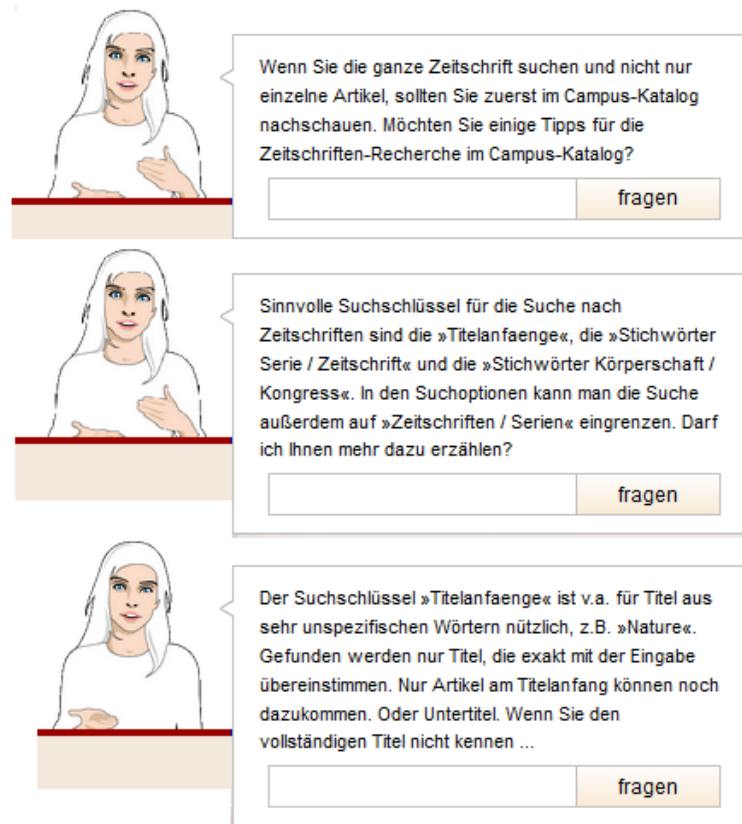 Wenn Sie die ganze Zeitschrift suchen und nicht nur
einzelne Artikel, sollten Sie zuerst im Campus-Katalog
nachschauen. Möchten Sie einige Tipps für die
Zeitschriften-Recherche im Campus-Katalog?
fragen
Sinnvolle Suchschlüssel für die Suche nach
Zeitschriften sind die »Titelanfaenge«, die »Stichwörter
Serie / Zeitschrift« und die »Stichwörter Körperschaft /
Kongress«. In den Suchoptionen kann man die Suche
außerdem auf »Zeitschriften / Serien« eingrenzen. Darf
ich Ihnen mehr dazu erzählen?
fragen
Der Suchschlüssel »Titelanfaenge« ist v.a. für Titel aus
sehr unspezifischen Wörtern nützlich, z.B. »Nature«.
Gefunden werden nur Titel, die exakt mit der Eingabe
übereinstimmen. Nur Artikel am Titelanfang können noch
dazukommen. Oder Untertitel. Wenn Sie den
vollständigen Titel nicht kennen ...
fragen